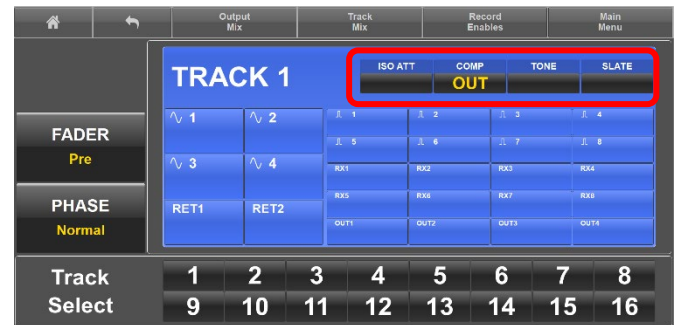 Output Mix
Track Mix
Record Enables
Main Menu
TRACK 1
ISO ATT COMP TONE SLATE
OUT
1 2 1 2 3 4
FADER
Pre
5 6 7 8
3 4 RX1 RX2 RX3 RX4
PHASE
Normal
RET1 RET2 RX5 RX6 RX7 RX8
OUT1 OUT2 OUT3 OUT4
Track Select
1 2 3 4 5 6 7 8
9 10 11 12 13 14 15 16